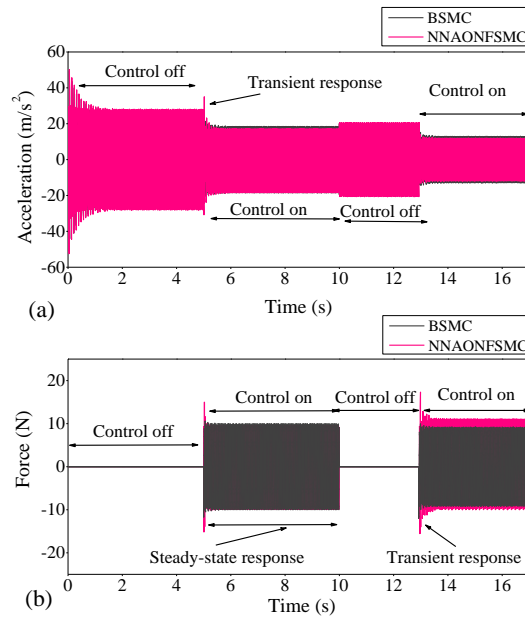 BSMC
NNAONFSMC
60
40
20
0
-20
-40
-60
Acceleration (m/s²)
Control off
Transient response
Control on
Control on
Control off
0 2 4 6 8 10 12 14 16
Time (s)
(a)
BSMC
NNAONFSMC
20
10
0
-10
-20
Force (N)
Control off
Control on
Control off
Control on
Steady-state response
Transient response
0 2 4 6 8 10 12 14 16
Time (s)
(b)